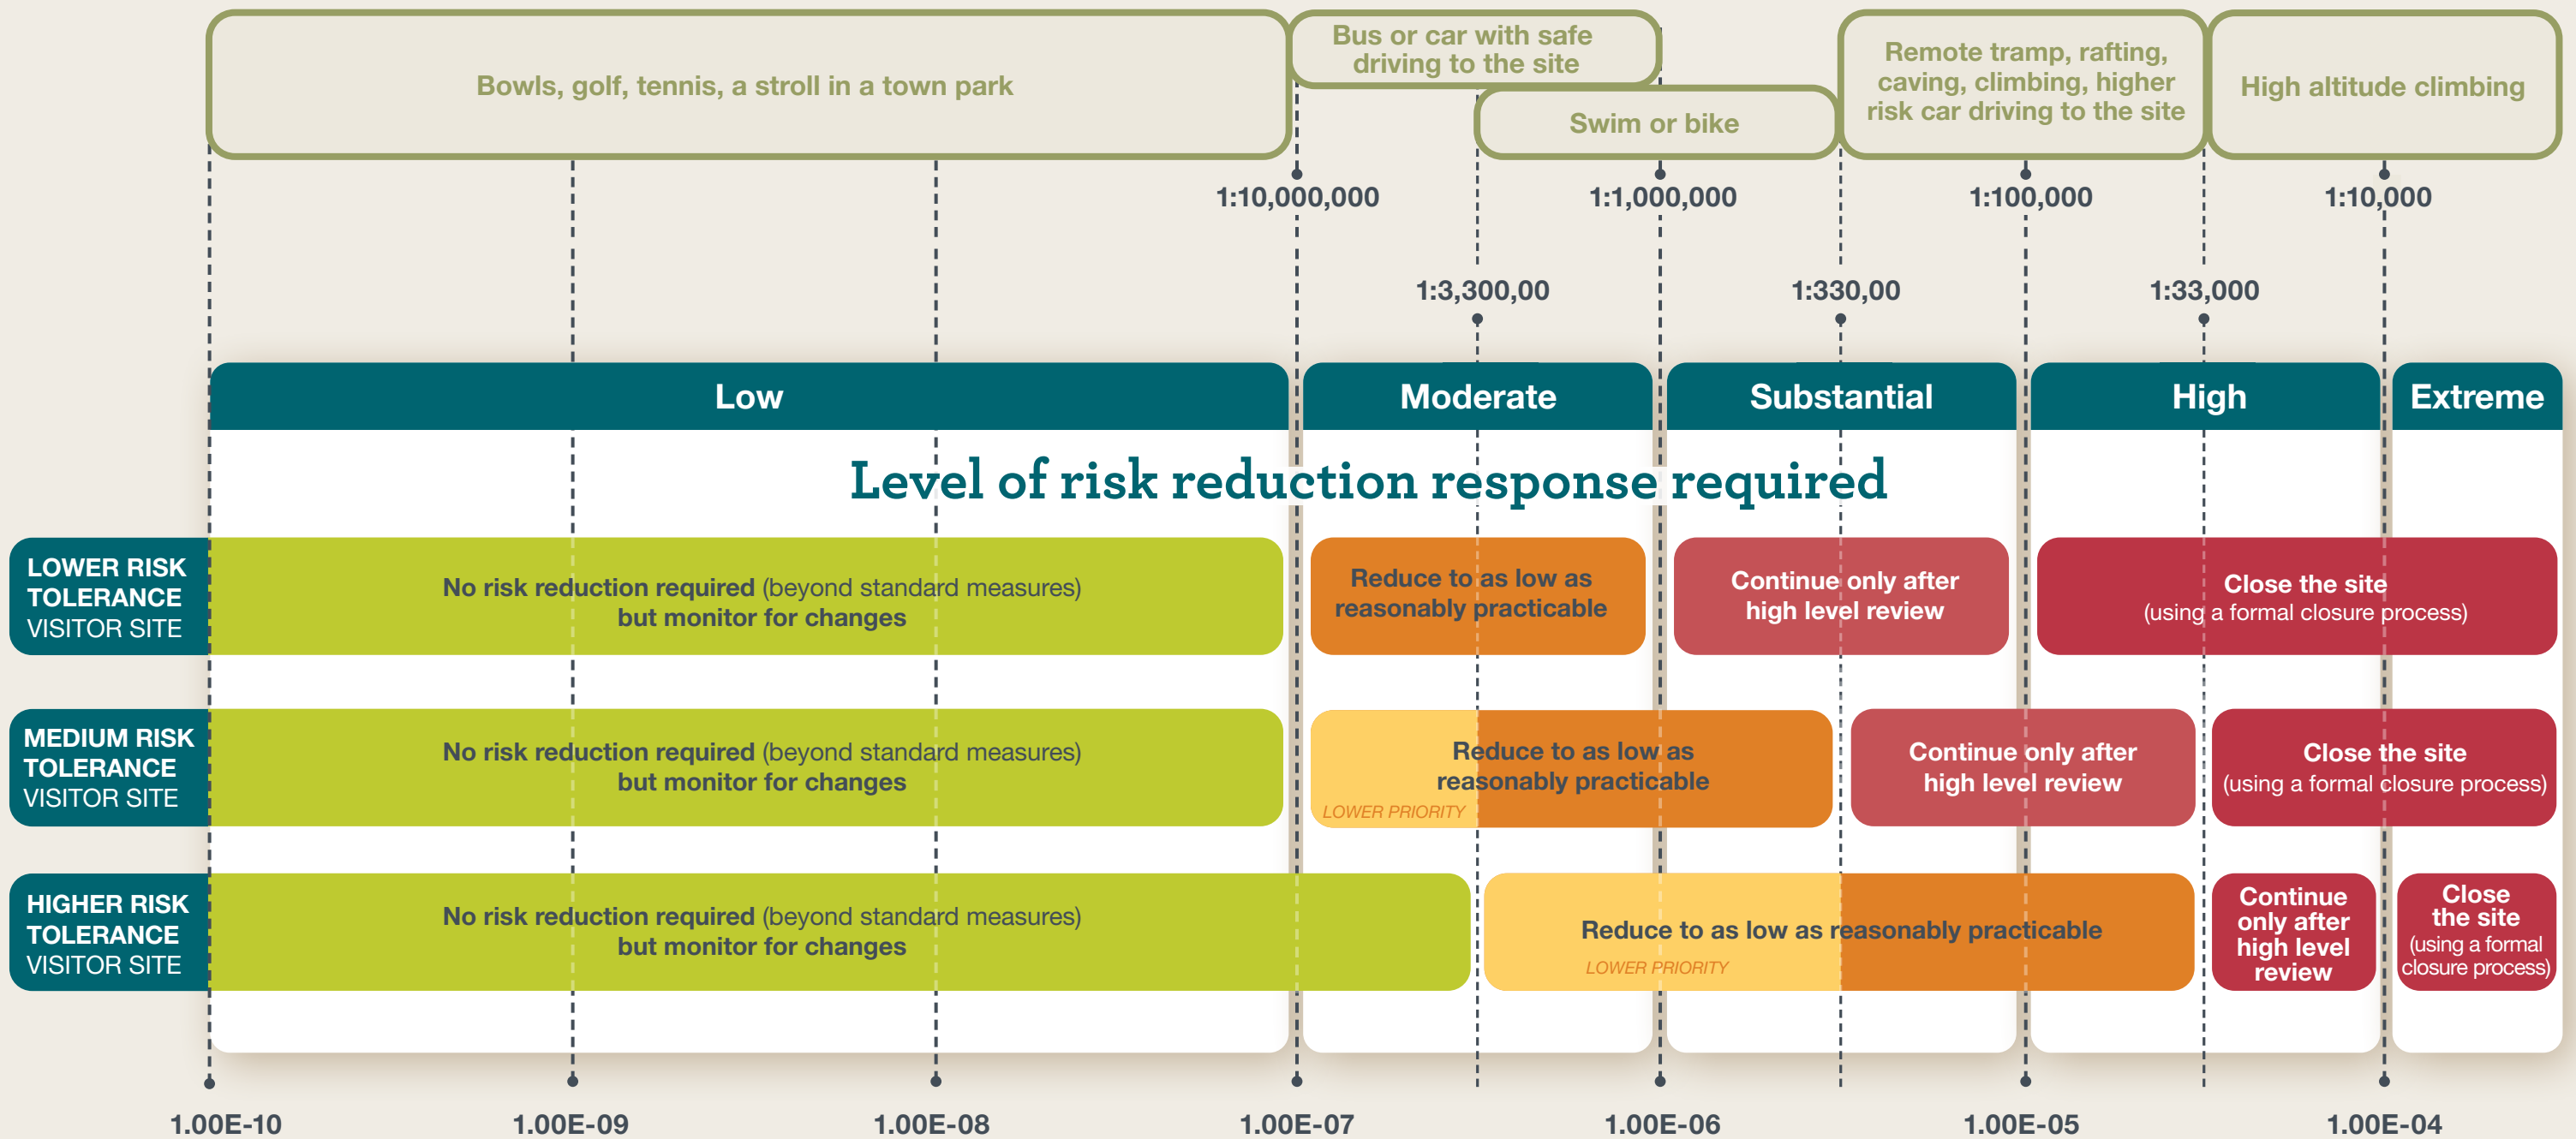 Bowls, golf, tennis, a stroll in a town park
Bus or car with safe
driving to the site
Swim or bike
Remote tramp, rafting,
caving, climbing, higher
risk car driving to the site
High altitude climbing
1:10,000,000
1:1,000,000
1:100,000
1:10,000
1:3,300,00
1:330,00
1:33,000
Low
Moderate
Substantial
High
Extreme
Level of risk reduction response required
LOWER RISK
TOLERANCE
VISITOR SITE
No risk reduction required (beyond standard measures)
but monitor for changes
Reduce to as low as
reasonably practicable
Continue only after
high level review
Close the site
(using a formal closure process)
MEDIUM RISK
TOLERANCE
VISITOR SITE
No risk reduction required (beyond standard measures)
but monitor for changes
Reduce to as low as
reasonably practicable
LOWER PRIORITY
Continue only after
high level review
Close the site
(using a formal closure process)
HIGHER RISK
TOLERANCE
VISITOR SITE
No risk reduction required (beyond standard measures)
but monitor for changes
Reduce to as low as reasonably practicable
LOWER PRIORITY
Continue
only after
high level
review
Close
the site
(using a formal
closure process)
1.00E-10
1.00E-09
1.00E-08
1.00E-07
1.00E-06
1.00E-05
1.00E-04